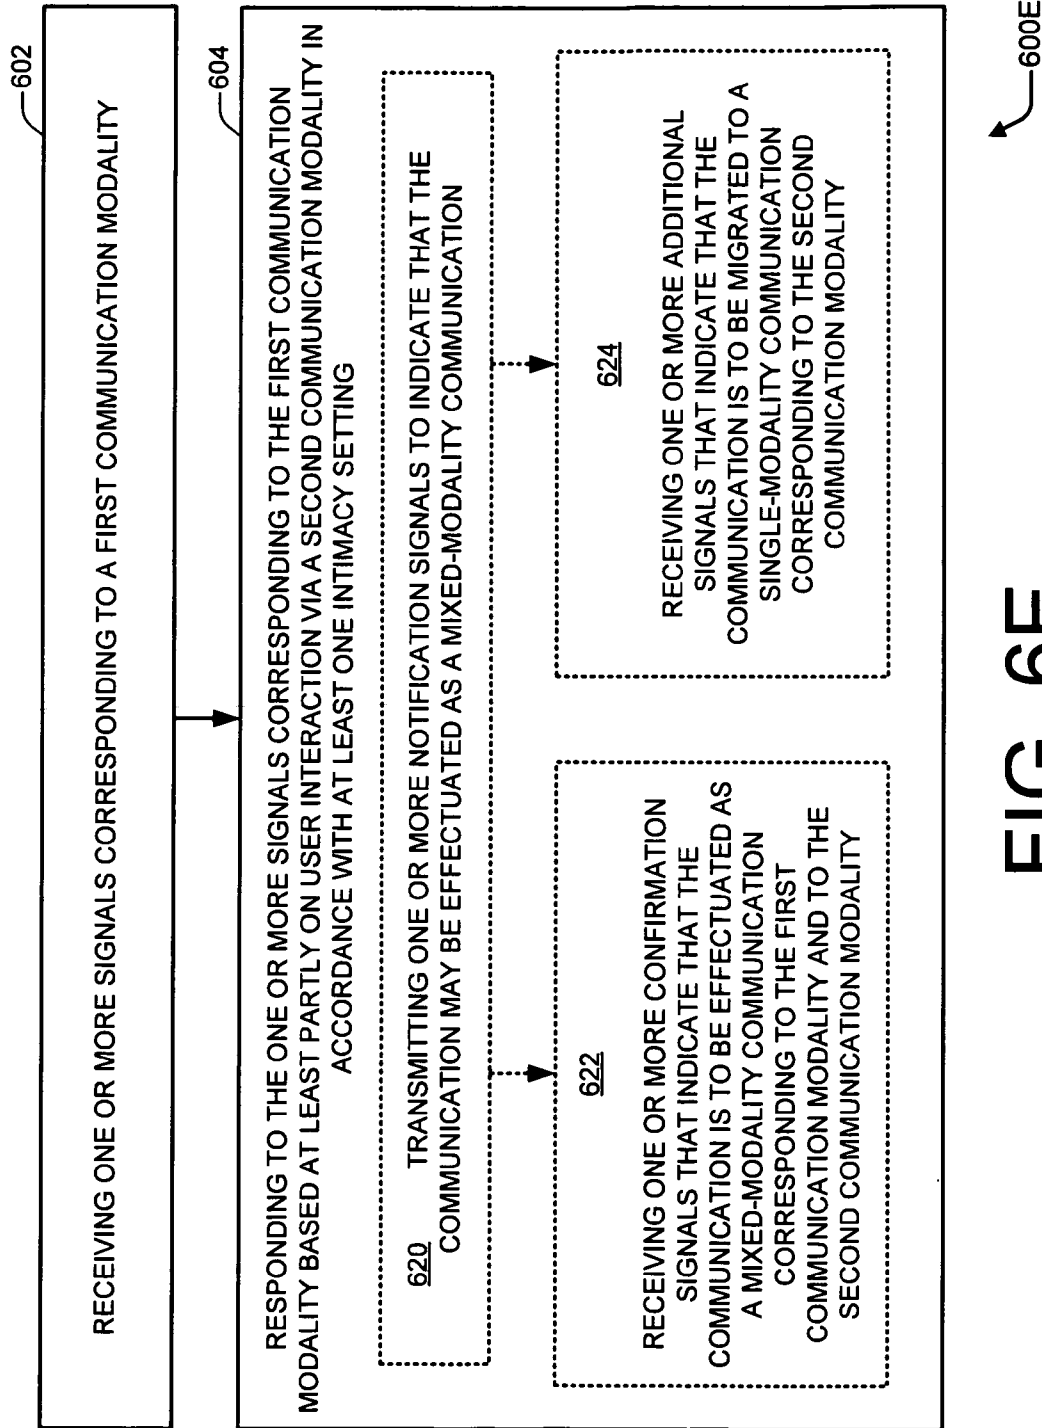 602
RECEIVING ONE OR MORE SIGNALS CORRESPONDING TO A FIRST COMMUNICATION MODALITY
604
RESPONDING TO THE ONE OR MORE SIGNALS CORRESPONDING TO THE FIRST COMMUNICATION
MODALITY BASED AT LEAST PARTLY ON USER INTERACTION VIA A SECOND COMMUNICATION MODALITY IN
ACCORDANCE WITH AT LEAST ONE INTIMACY SETTING
620 TRANSMITTING ONE OR MORE NOTIFICATION SIGNALS TO INDICATE THAT THE
COMMUNICATION MAY BE EFFECTUATED AS A MIXED-MODALITY COMMUNICATION
622
RECEIVING ONE OR MORE CONFIRMATION
SIGNALS THAT INDICATE THAT THE
COMMUNICATION IS TO BE EFFECTUATED AS
A MIXED-MODALITY COMMUNICATION
CORRESPONDING TO THE FIRST
COMMUNICATION MODALITY AND TO THE
SECOND COMMUNICATION MODALITY
624
RECEIVING ONE OR MORE ADDITIONAL
SIGNALS THAT INDICATE THAT THE
COMMUNICATION IS TO BE MIGRATED TO A
SINGLE-MODALITY COMMUNICATION
CORRESPONDING TO THE SECOND
COMMUNICATION MODALITY
600E
FIG. 6E